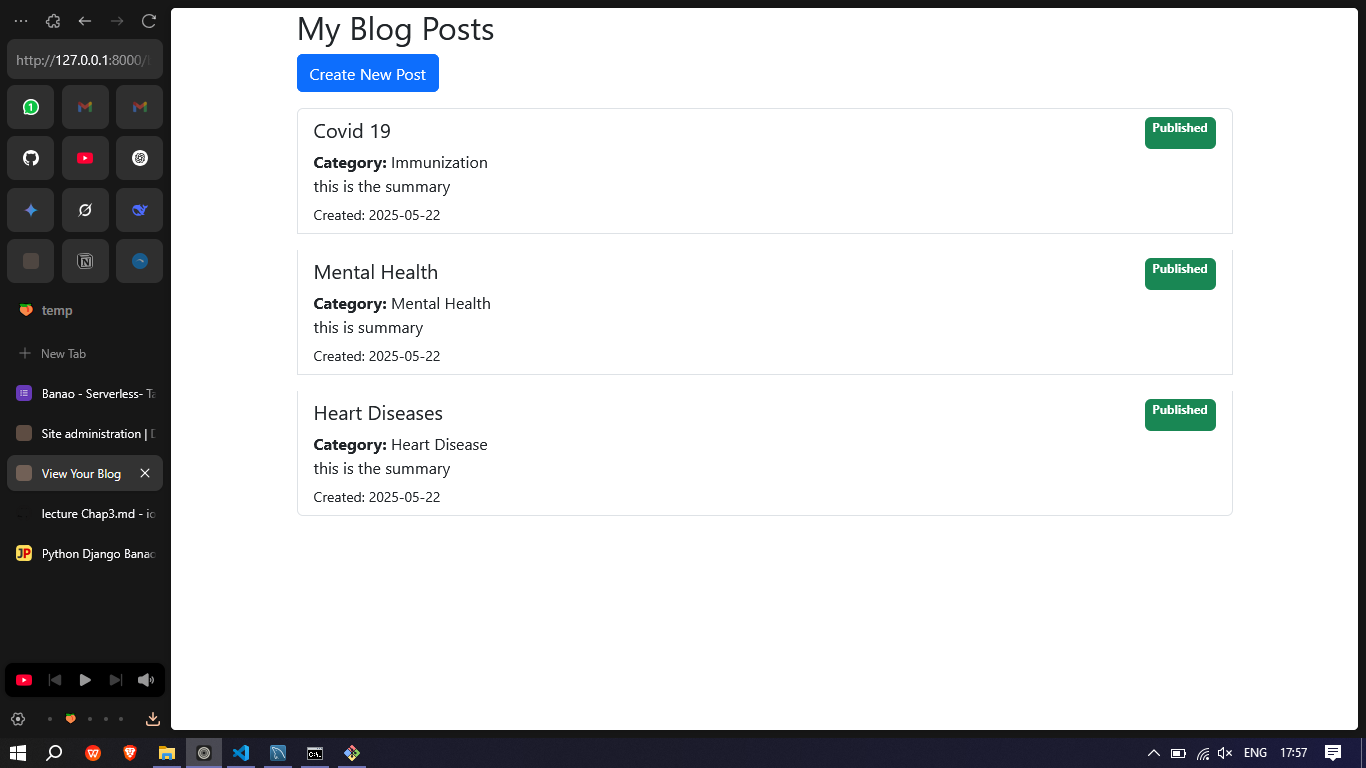 http://127.0.0.1:8000/
My Blog Posts
Create New Post
Covid 19
Published
Category: Immunization
this is the summary
Created: 2025-05-22
Mental Health
Published
Category: Mental Health
this is summary
Created: 2025-05-22
Heart Diseases
Published
Category: Heart Disease
this is the summary
Created: 2025-05-22
1
temp
New Tab
Banao - Serverless- Ta
Site administration | D
View Your Blog
lecture Chap3.md - io
JP
Python Django Banao
ENG
17:57